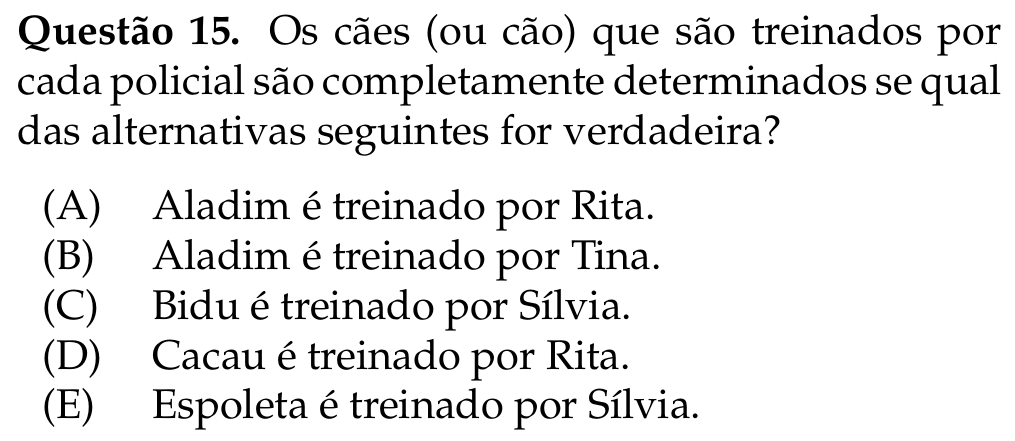 Questão 15. Os cães (ou cão) que são treinados por
cada policial são completamente determinados se qual
das alternativas seguintes for verdadeira?
(A) Aladim é treinado por Rita.
(B) Aladim é treinado por Tina.
(C) Bidu é treinado por Sílvia.
(D) Cacau é treinado por Rita.
(E) Espoleta é treinado por Sílvia.